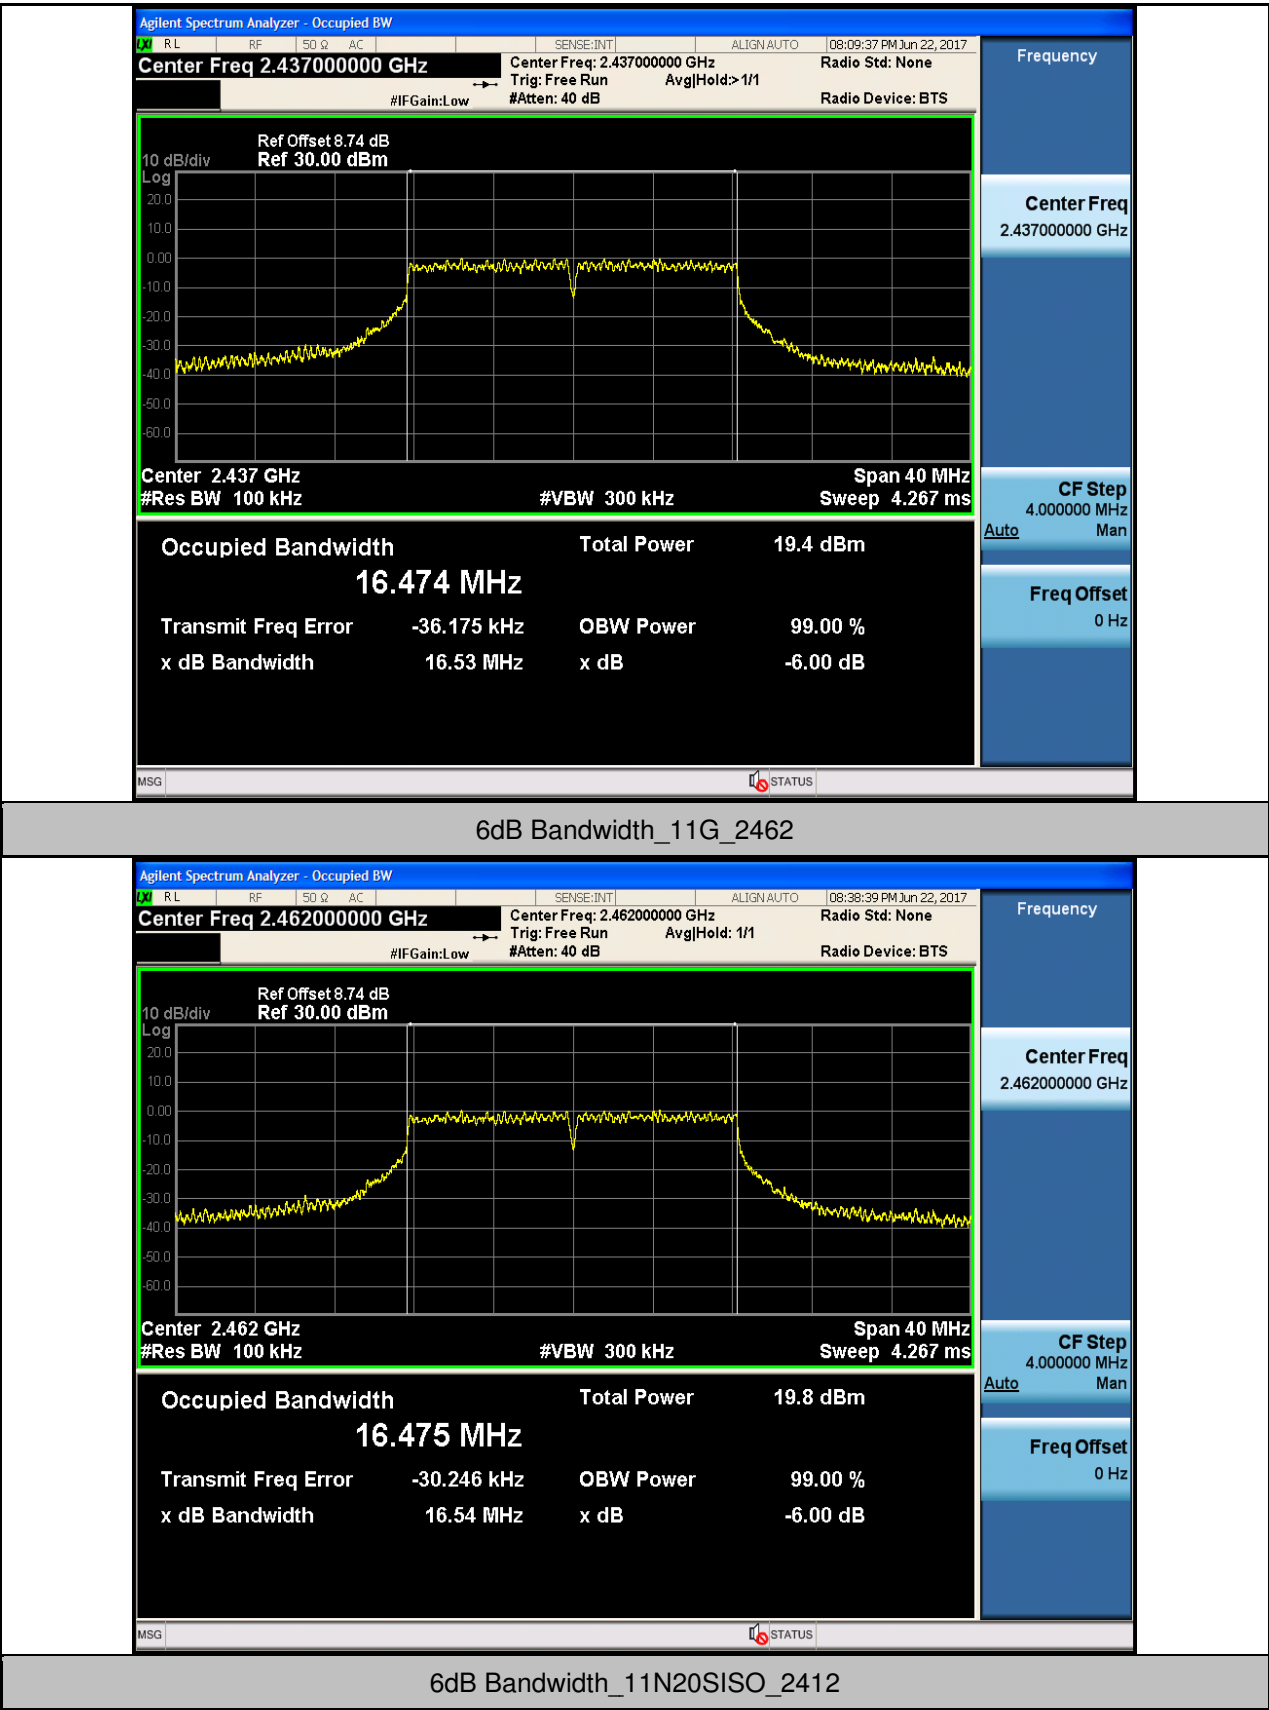 Agilent Spectrum Analyzer - Occupied BW
LXI RL RF 50 Ω AC SENSE:INT ALIGN AUTO 08:09:37 PM Jun 22, 2017
Center Freq 2.437000000 GHz
Center Freq: 2.437000000 GHz
Radio Std: None
Trig: Free Run Avg|Hold:>1/1
#IFGain:Low #Atten: 40 dB Radio Device: BTS
Ref Offset 8.74 dB
10 dB/div Ref 30.00 dBm
Log
20.0
10.0
0.00
-10.0
-20.0
-30.0
-40.0
-50.0
-60.0
Center 2.437 GHz Span 40 MHz
#Res BW 100 kHz #VBW 300 kHz Sweep 4.267 ms
Occupied Bandwidth Total Power 19.4 dBm
16.474 MHz
Transmit Freq Error -36.175 kHz OBW Power 99.00 %
x dB Bandwidth 16.53 MHz x dB -6.00 dB
MSG STATUS
Frequency
Center Freq
2.437000000 GHz
CF Step
4.000000 MHz
Auto Man
Freq Offset
0 Hz
6dB Bandwidth_11G_2462
Agilent Spectrum Analyzer - Occupied BW
LXI RL RF 50 Ω AC SENSE:INT ALIGN AUTO 08:38:39 PM Jun 22, 2017
Center Freq 2.462000000 GHz
Center Freq: 2.462000000 GHz
Radio Std: None
Trig: Free Run Avg|Hold: 1/1
#IFGain:Low #Atten: 40 dB Radio Device: BTS
Ref Offset 8.74 dB
10 dB/div Ref 30.00 dBm
Log
20.0
10.0
0.00
-10.0
-20.0
-30.0
-40.0
-50.0
-60.0
Center 2.462 GHz Span 40 MHz
#Res BW 100 kHz #VBW 300 kHz Sweep 4.267 ms
Occupied Bandwidth Total Power 19.8 dBm
16.475 MHz
Transmit Freq Error -30.246 kHz OBW Power 99.00 %
x dB Bandwidth 16.54 MHz x dB -6.00 dB
MSG STATUS
Frequency
Center Freq
2.462000000 GHz
CF Step
4.000000 MHz
Auto Man
Freq Offset
0 Hz
6dB Bandwidth_11N20SISO_2412